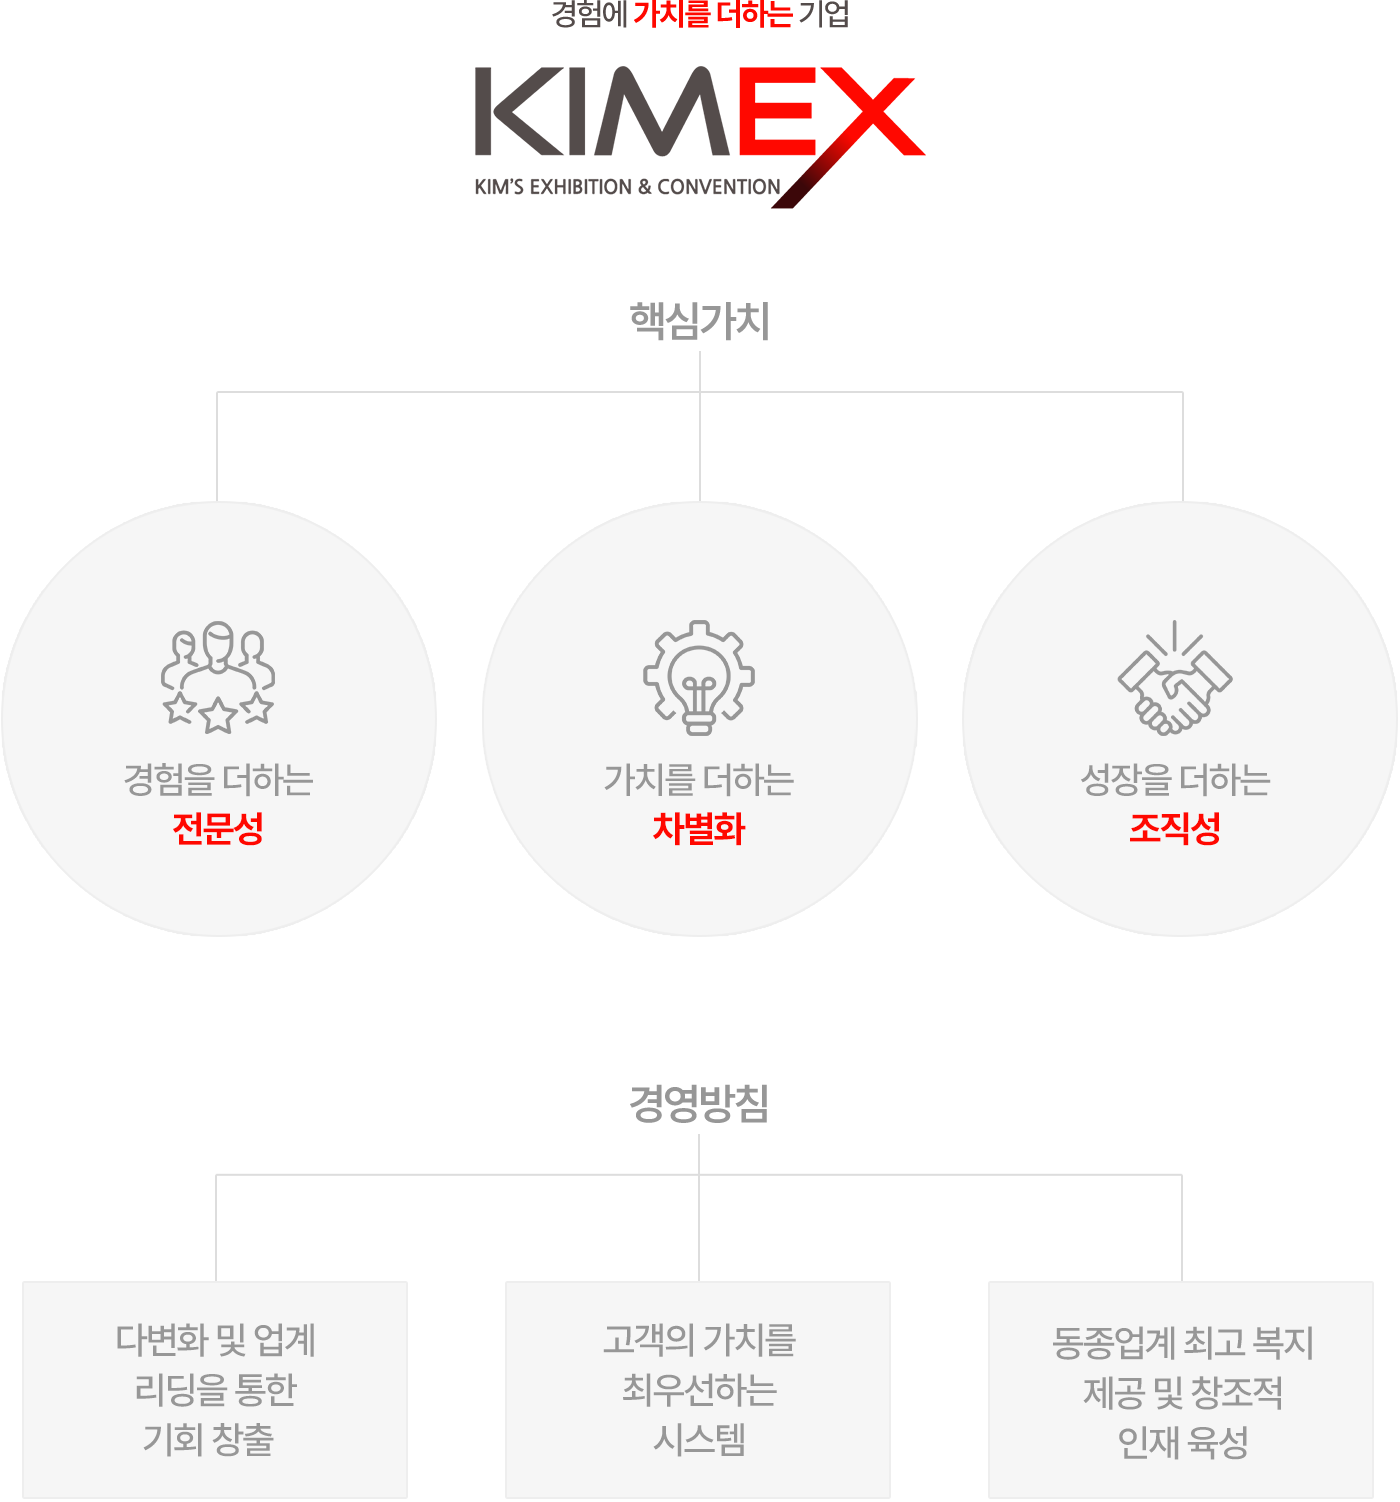 경험에 가치를 더하는 기업
KIMEX
KIM'S EXHIBITION & CONVENTION
핵심가치
경험을 더하는
전문성
가치를 더하는
차별화
성장을 더하는
조직성
경영방침
다변화 및 업계
리딩을 통한
기회 창출
고객의 가치를
최우선하는
시스템
동종업계 최고 복지
제공 및 창조적
인재 육성